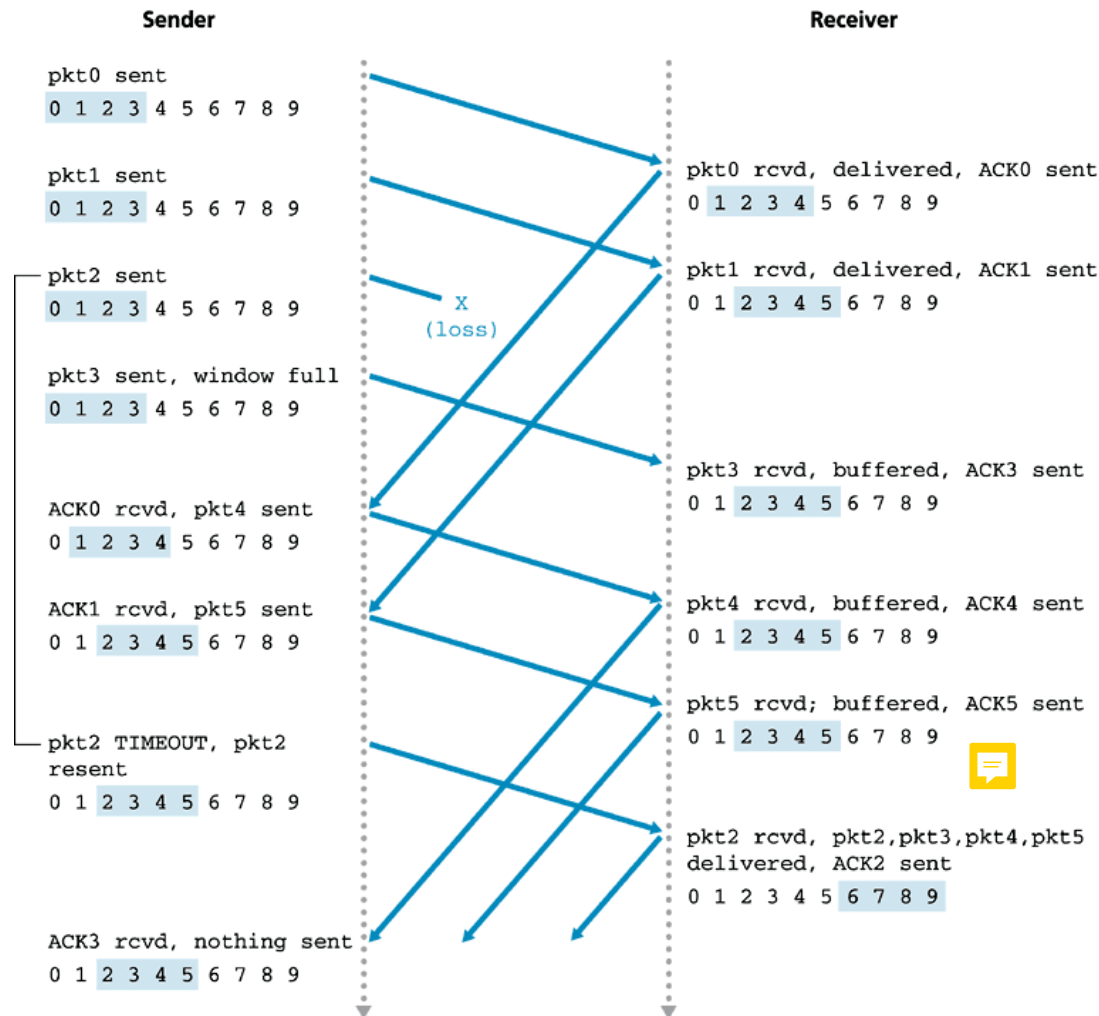 Sender
Receiver
pkt0 sent
0 1 2 3 4 5 6 7 8 9
pkt0 rcvd, delivered, ACK0 sent
0 1 2 3 4 5 6 7 8 9
pkt1 sent
0 1 2 3 4 5 6 7 8 9
pkt1 rcvd, delivered, ACK1 sent
0 1 2 3 4 5 6 7 8 9
pkt2 sent
0 1 2 3 4 5 6 7 8 9
X
(loss)
pkt3 sent, window full
0 1 2 3 4 5 6 7 8 9
pkt3 rcvd, buffered, ACK3 sent
0 1 2 3 4 5 6 7 8 9
ACK0 rcvd, pkt4 sent
0 1 2 3 4 5 6 7 8 9
pkt4 rcvd, buffered, ACK4 sent
0 1 2 3 4 5 6 7 8 9
ACK1 rcvd, pkt5 sent
0 1 2 3 4 5 6 7 8 9
pkt5 rcvd; buffered, ACK5 sent
0 1 2 3 4 5 6 7 8 9
pkt2 TIMEOUT, pkt2
resent
0 1 2 3 4 5 6 7 8 9
pkt2 rcvd, pkt2,pkt3,pkt4,pkt5
delivered, ACK2 sent
0 1 2 3 4 5 6 7 8 9
ACK3 rcvd, nothing sent
0 1 2 3 4 5 6 7 8 9